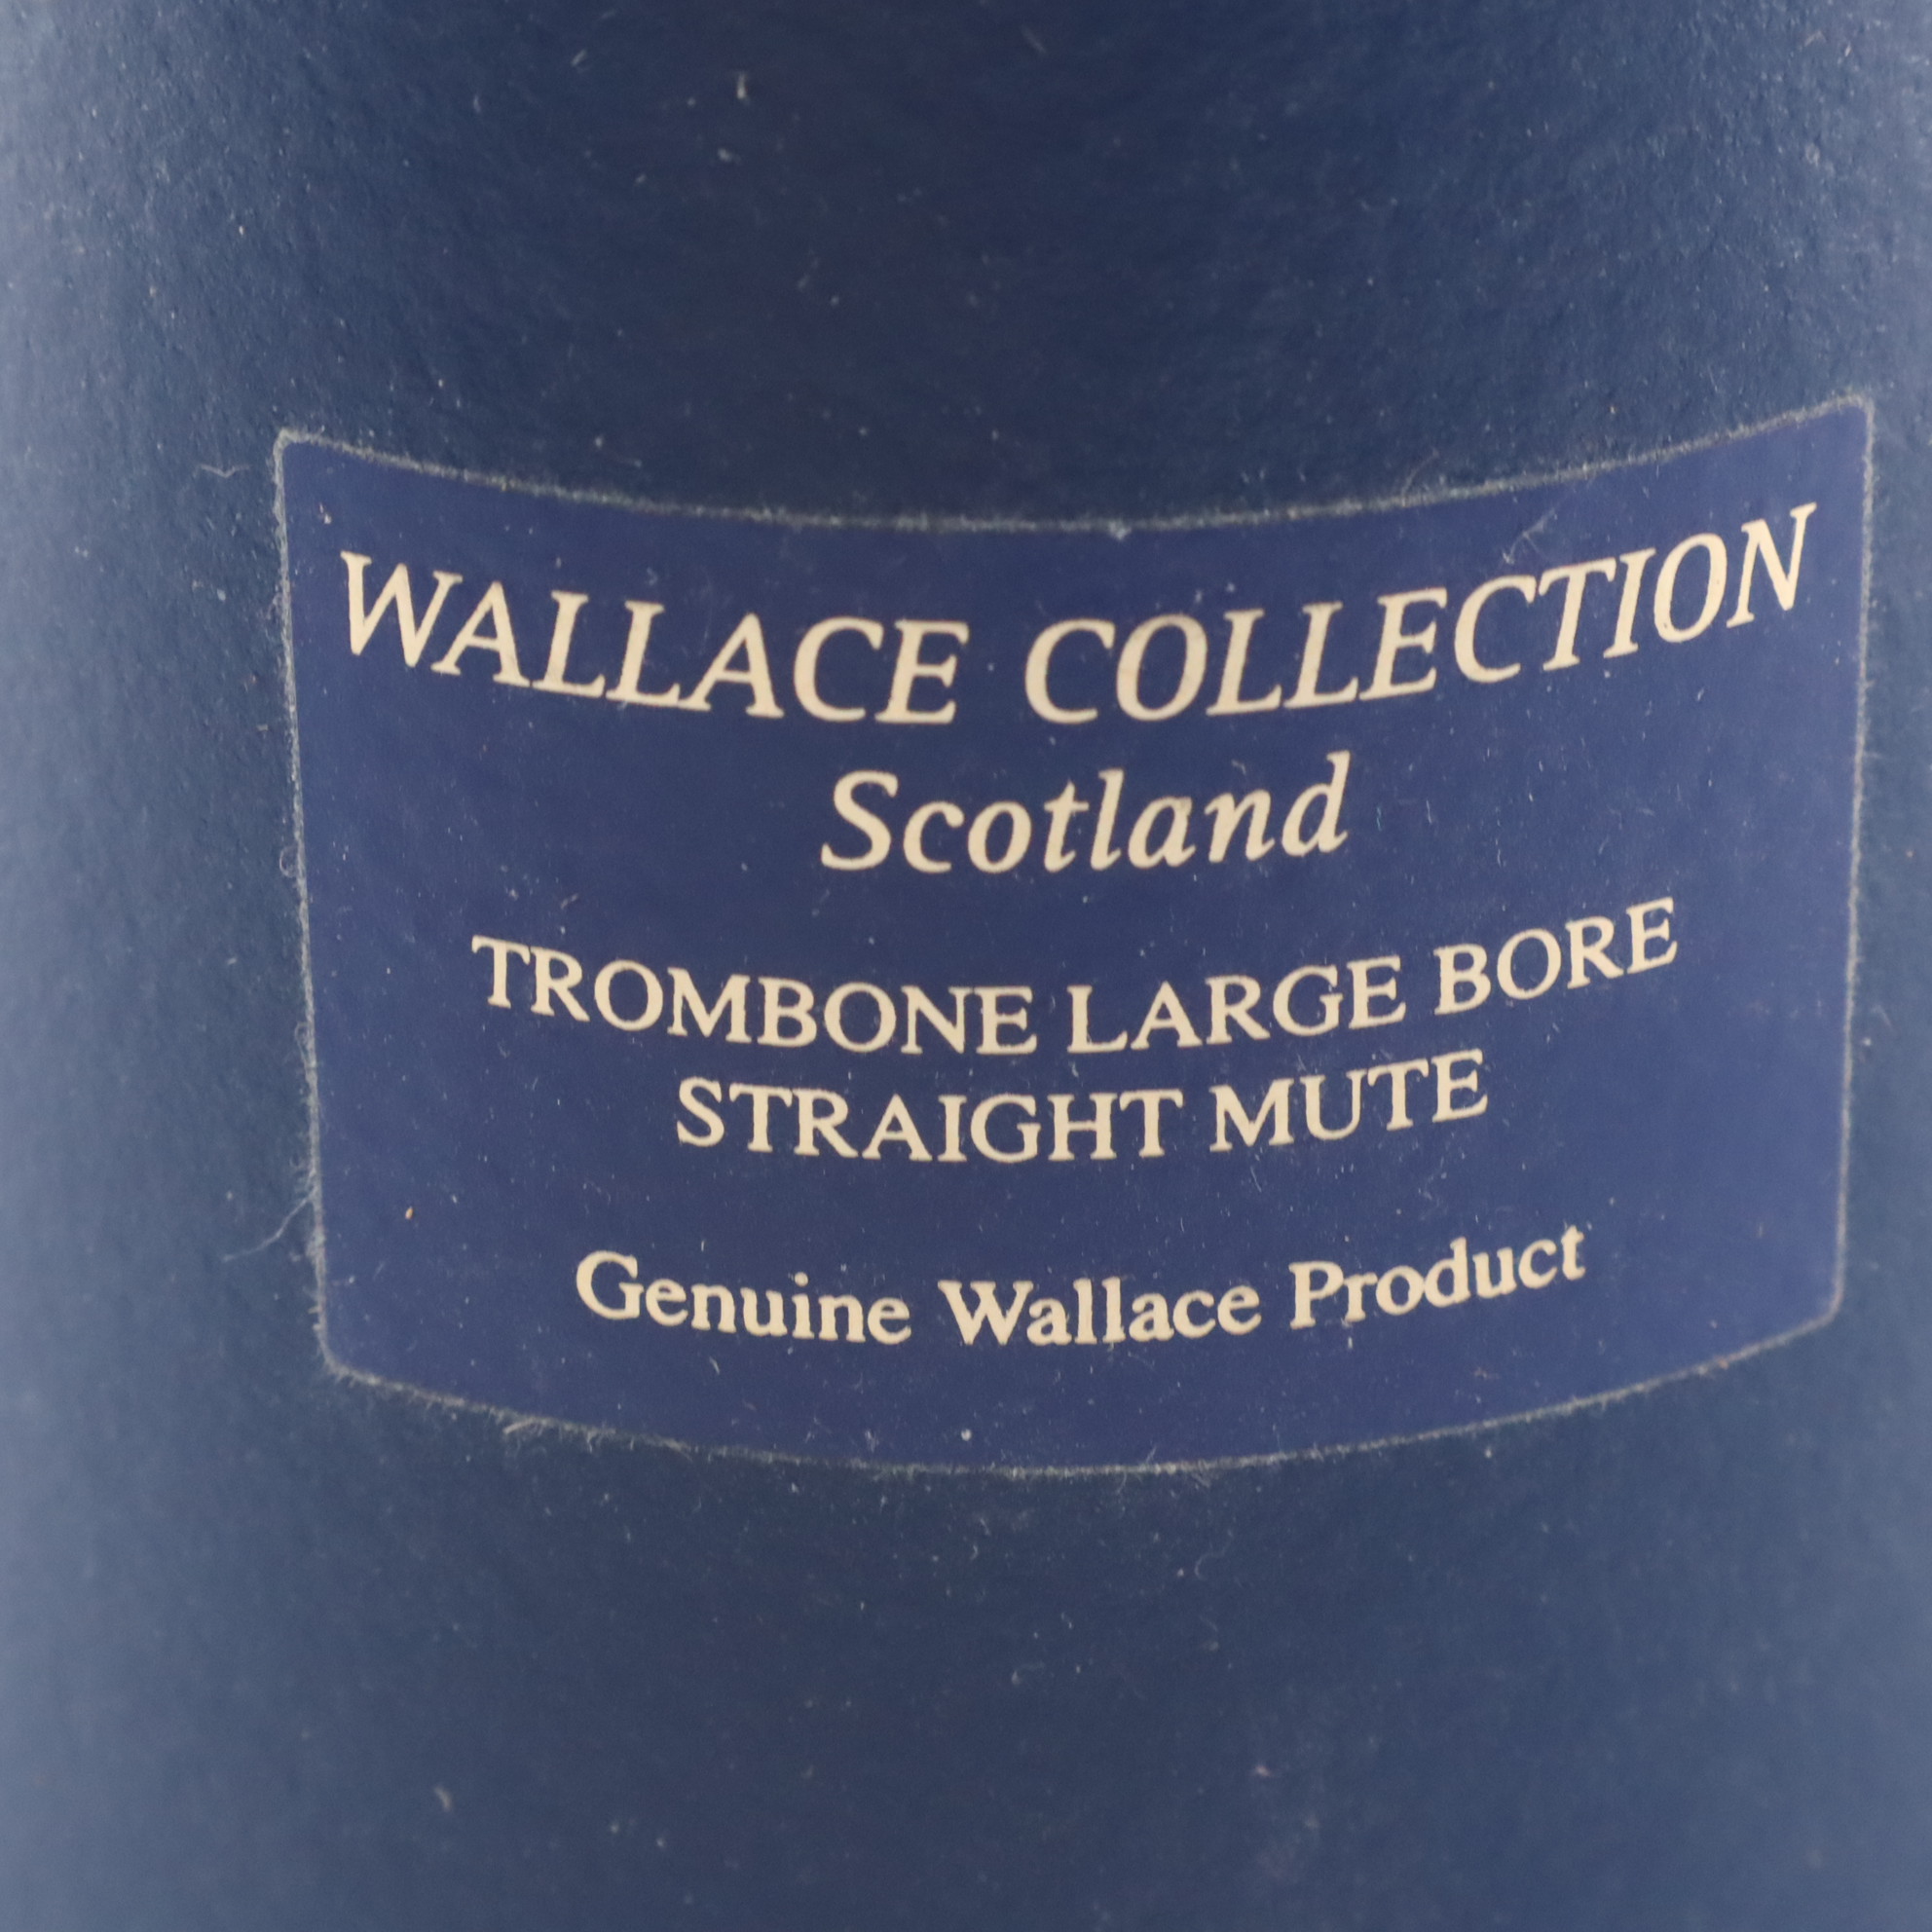 WALLACE COLLECTION
Scotland
TROMBONE LARGE BORE
STRAIGHT MUTE
Genuine Wallace Product